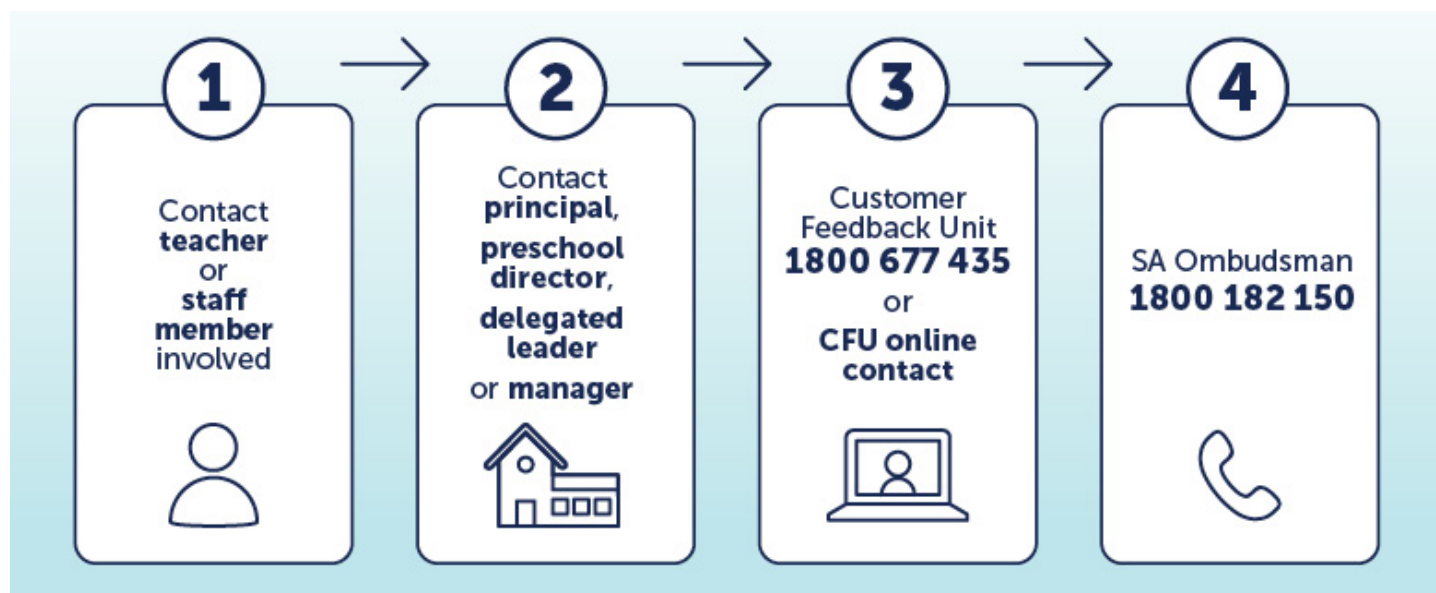 1
Contact
teacher
or
staff
member
involved
2
Contact
principal,
preschool
director,
delegated
leader
or manager
3
Customer
Feedback Unit
1800 677 435
or
CFU online
contact
4
SA Ombudsman
1800 182 150